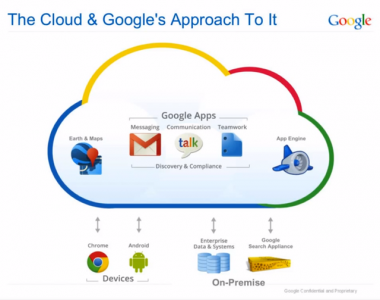 The Cloud & Google's Approach To It
Google
Google Apps
Messaging Communication Teamwork
Earth & Maps
talk
App Engine
Discovery & Compliance
Chrome
Android
Enterprise
Data & Systems
Google
Search Appliance
Devices
On-Premise
Google Confidential and Proprietary